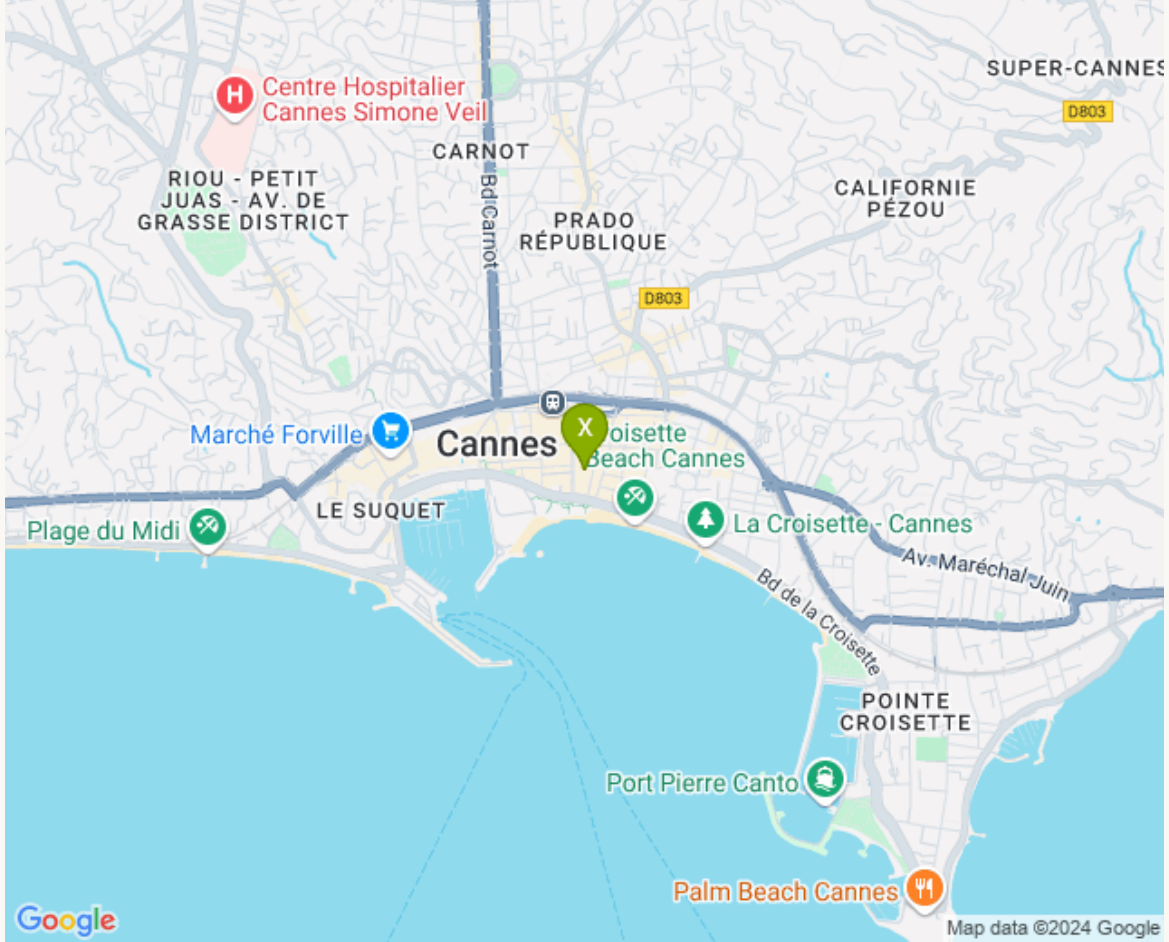 SUPER-CANNES
Centre Hospitalier
Cannes Simone Veil
H
D803
CARNOT
RIOU - PETIT
JUAS - AV. DE
GRASSE DISTRICT
Bd Carnot
CALIFORNIE
PÉZOU
PRADO
RÉPUBLIQUE
D803
Marché Forville
Cannes
X
roisette
Beach Cannes
LE SUQUET
Plage du Midi
La Croisette - Cannes
Av. Maréchal Juin
Bd de la Croisette
POINTE
CROISETTE
Port Pierre Canto
Palm Beach Cannes
Google
Map data ©2024 Google